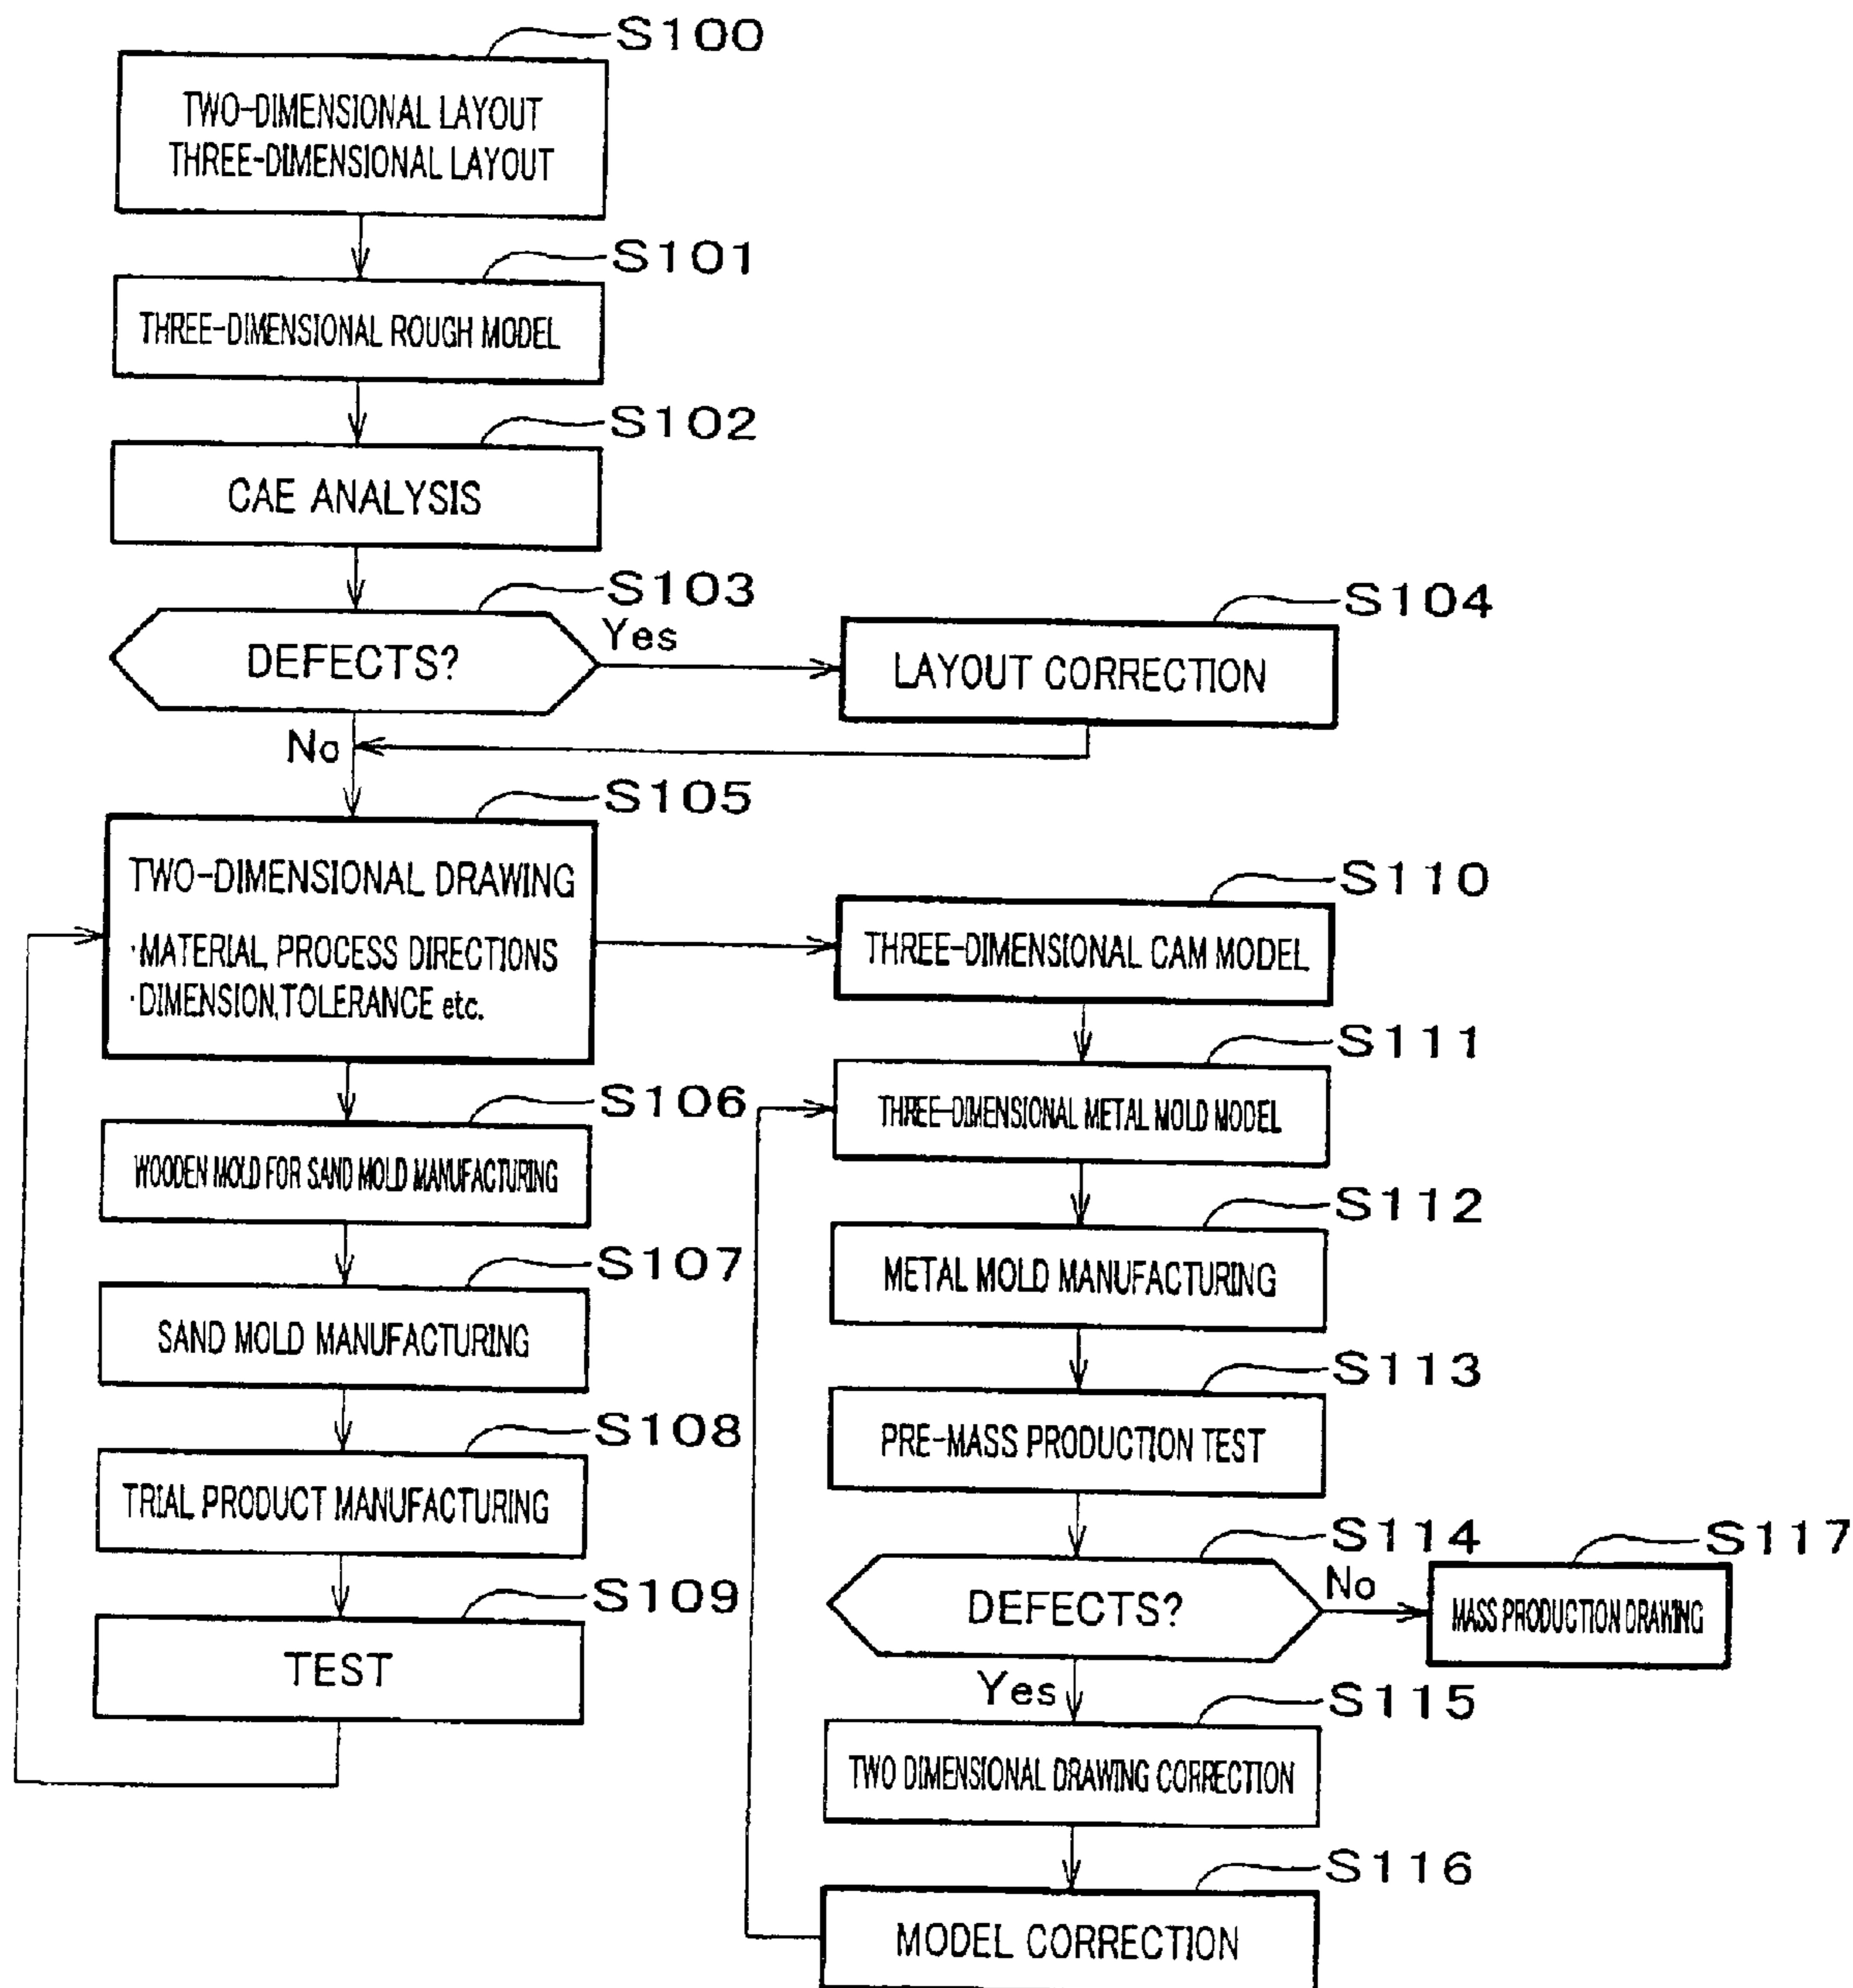 S100
TWO-DIMENSIONAL LAYOUT
THREE-DIMENSIONAL LAYOUT
S101
THREE-DIMENSIONAL ROUGH MODEL
S102
CAE ANALYSIS
S103
DEFECTS?
Yes
No
S104
LAYOUT CORRECTION
S105
TWO-DIMENSIONAL DRAWING
·MATERIAL, PROCESS DIRECTIONS
·DIMENSION, TOLERANCE etc.
S106
WOODEN MOLD FOR SAND MOLD MANUFACTURING
S107
SAND MOLD MANUFACTURING
S108
TRIAL PRODUCT MANUFACTURING
S109
TEST
S110
THREE-DIMENSIONAL CAM MODEL
S111
THREE-DIMENSIONAL METAL MOLD MODEL
S112
METAL MOLD MANUFACTURING
S113
PRE-MASS PRODUCTION TEST
S114
DEFECTS?
No
Yes
S117
MASS PRODUCTION DRAWING
S115
TWO DIMENSIONAL DRAWING CORRECTION
S116
MODEL CORRECTION